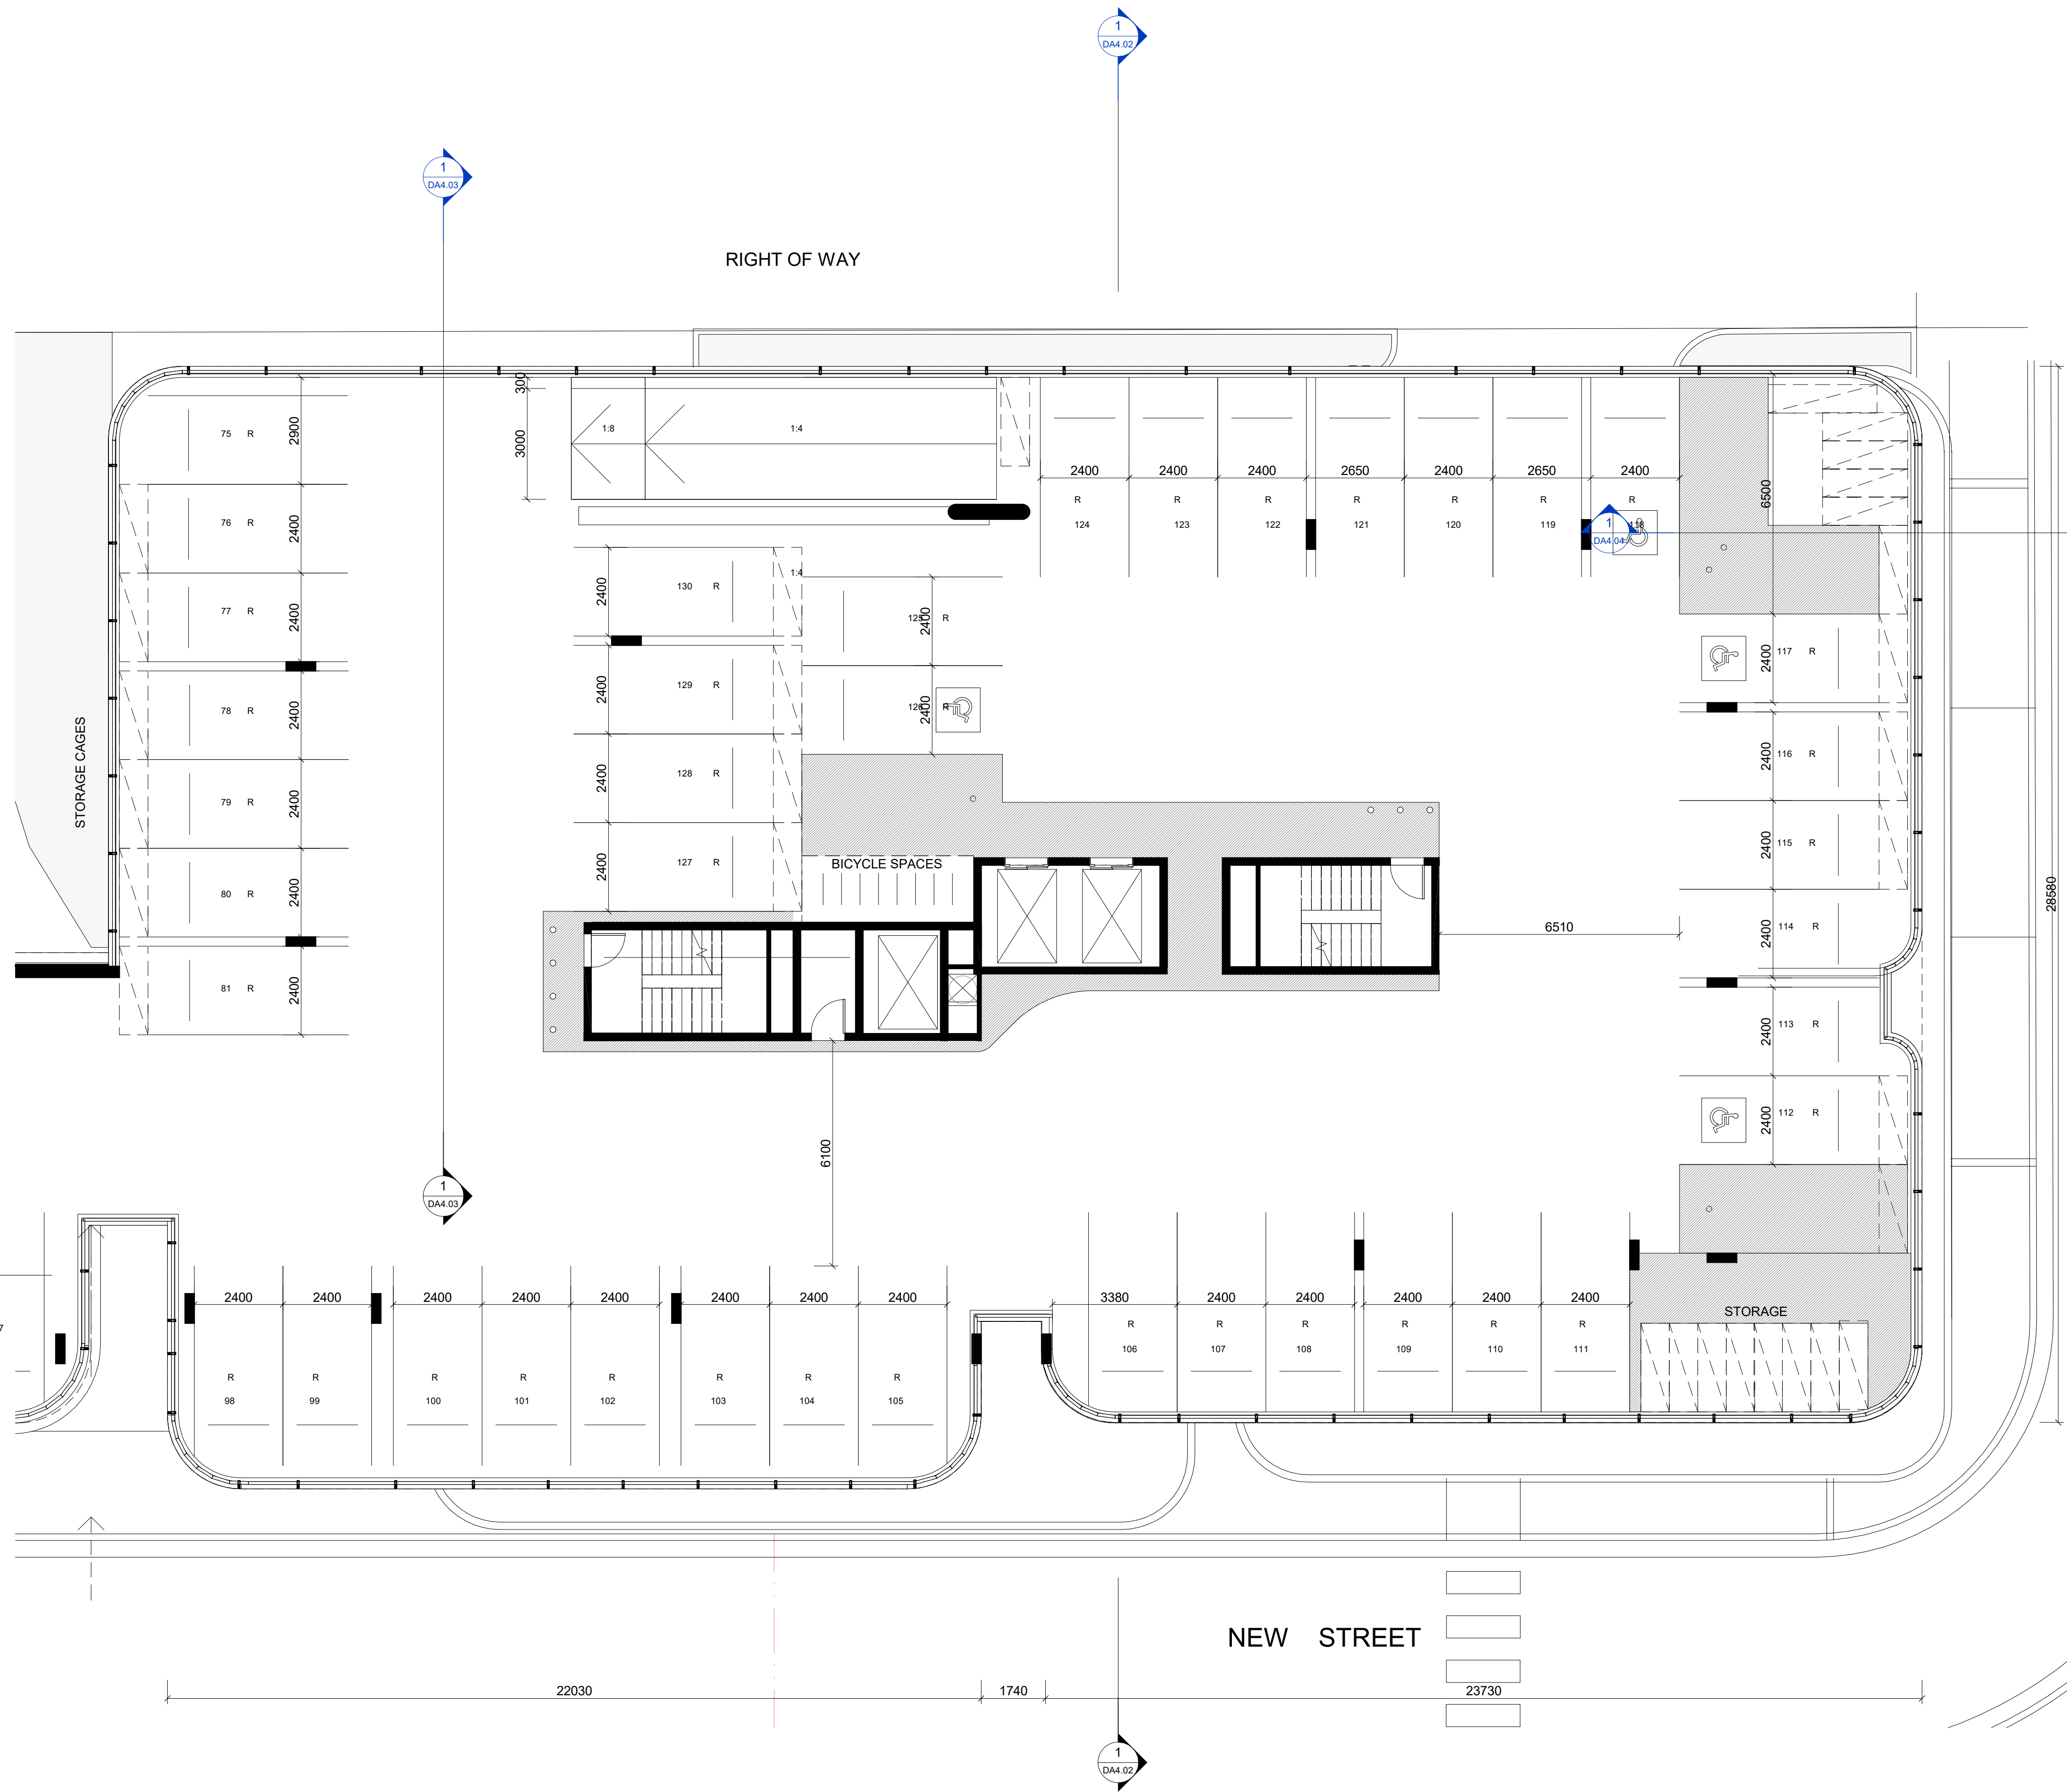 1
DA4.02
1
DA4.03
RIGHT OF WAY
300
3000
1:8
1:4
75 R
2900
76 R
2400
77 R
2400
78 R
2400
79 R
2400
80 R
2400
81 R
2400
STORAGE CAGES
2400
2400
2400
2650
2400
2650
2400
R
R
R
R
R
R
R
124
123
122
121
120
119
118
1
DA4.04
6500
1:4
2400
130 R
2400
129 R
2400
128 R
2400
127 R
125 R
2400
126 R
2400
BICYCLE SPACES
2400
117 R
2400
116 R
2400
115 R
2400
114 R
2400
113 R
2400
112 R
6510
28580
6100
1
DA4.03
7
2400
2400
2400
2400
2400
2400
2400
2400
R
R
R
R
R
R
R
R
98
99
100
101
102
103
104
105
3380
2400
2400
2400
2400
2400
R
R
R
R
R
R
106
107
108
109
110
111
STORAGE
NEW STREET
22030
1740
23730
1
DA4.02